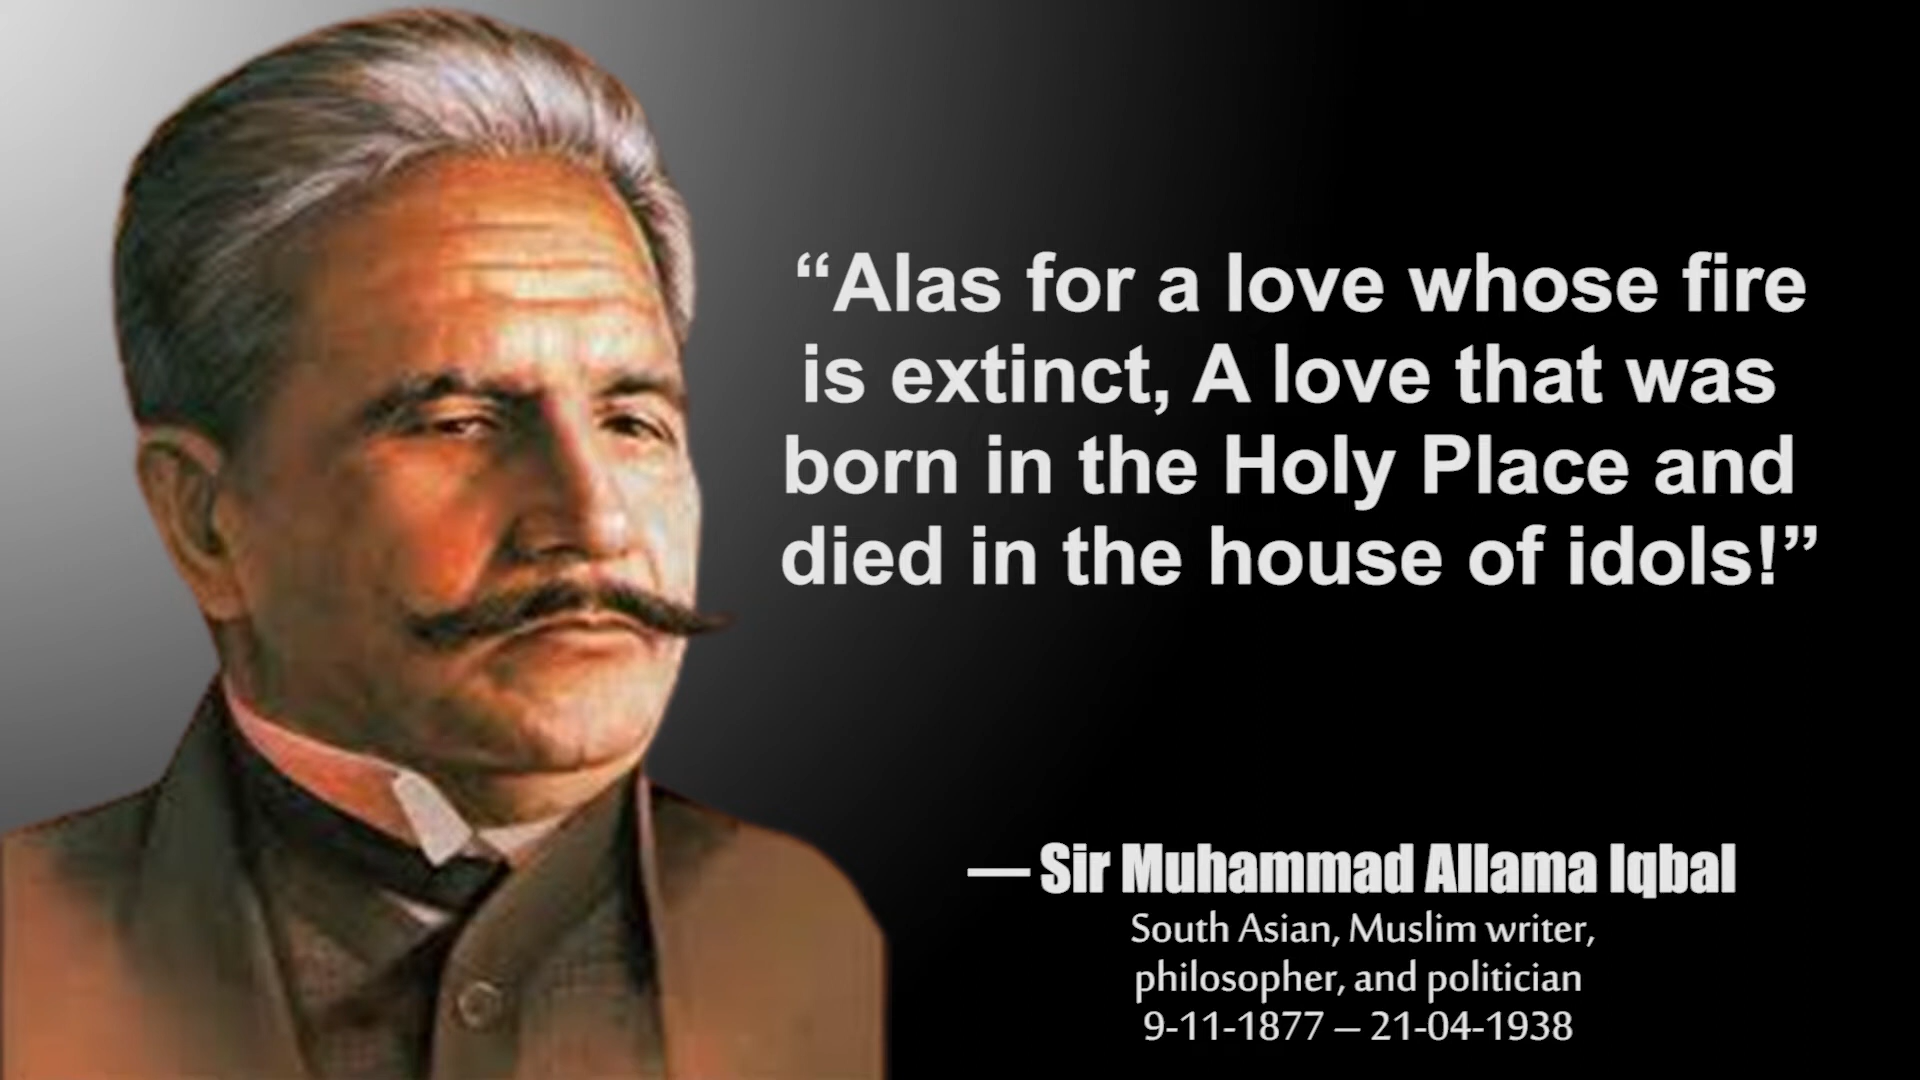 “Alas for a love whose fire
is extinct, A love that was
born in the Holy Place and
died in the house of idols!”
— Sir Muhammad Allama Iqbal
South Asian, Muslim writer,
philosopher, and politician
9-11-1877 – 21-04-1938